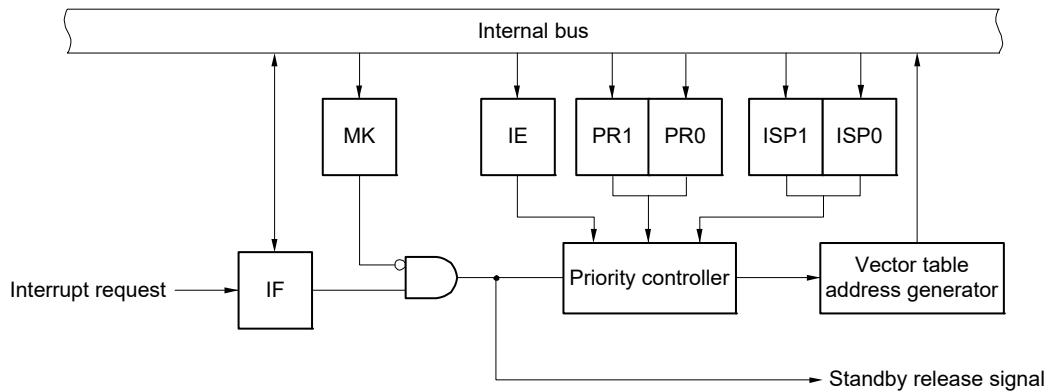 Internal bus
MK
IE
PR1
PR0
ISP1
ISP0
Interrupt request
IF
Priority controller
Vector table
address generator
Standby release signal